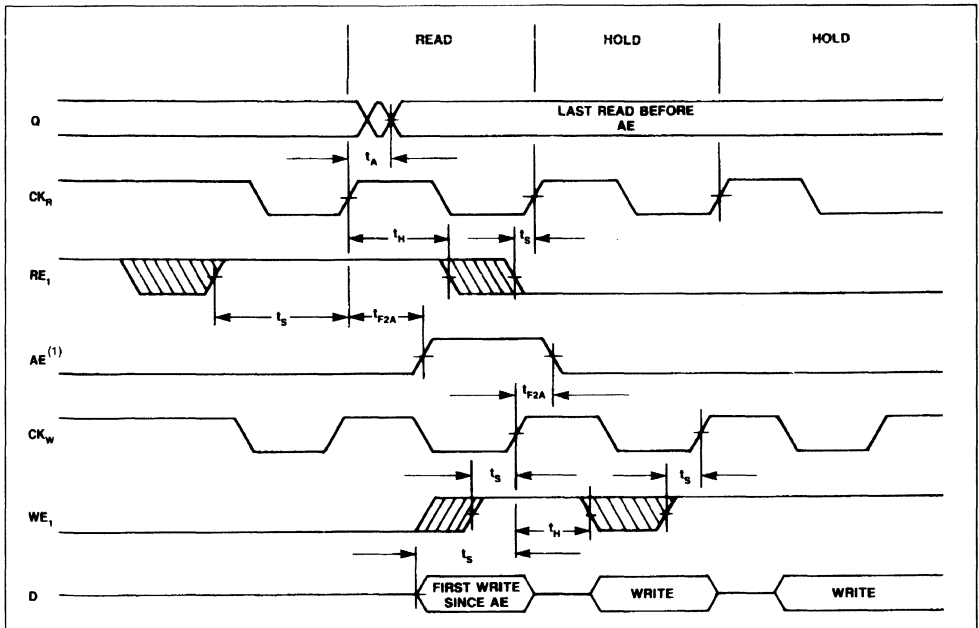 READ HOLD HOLD
Q LAST READ BEFORE
AE
tA
CKR
tH tS
RE1
tS tF2A
AE(1)
tF2A
CKW
tS tS
WE1
tH
tS
D FIRST WRITE SINCE AE WRITE WRITE